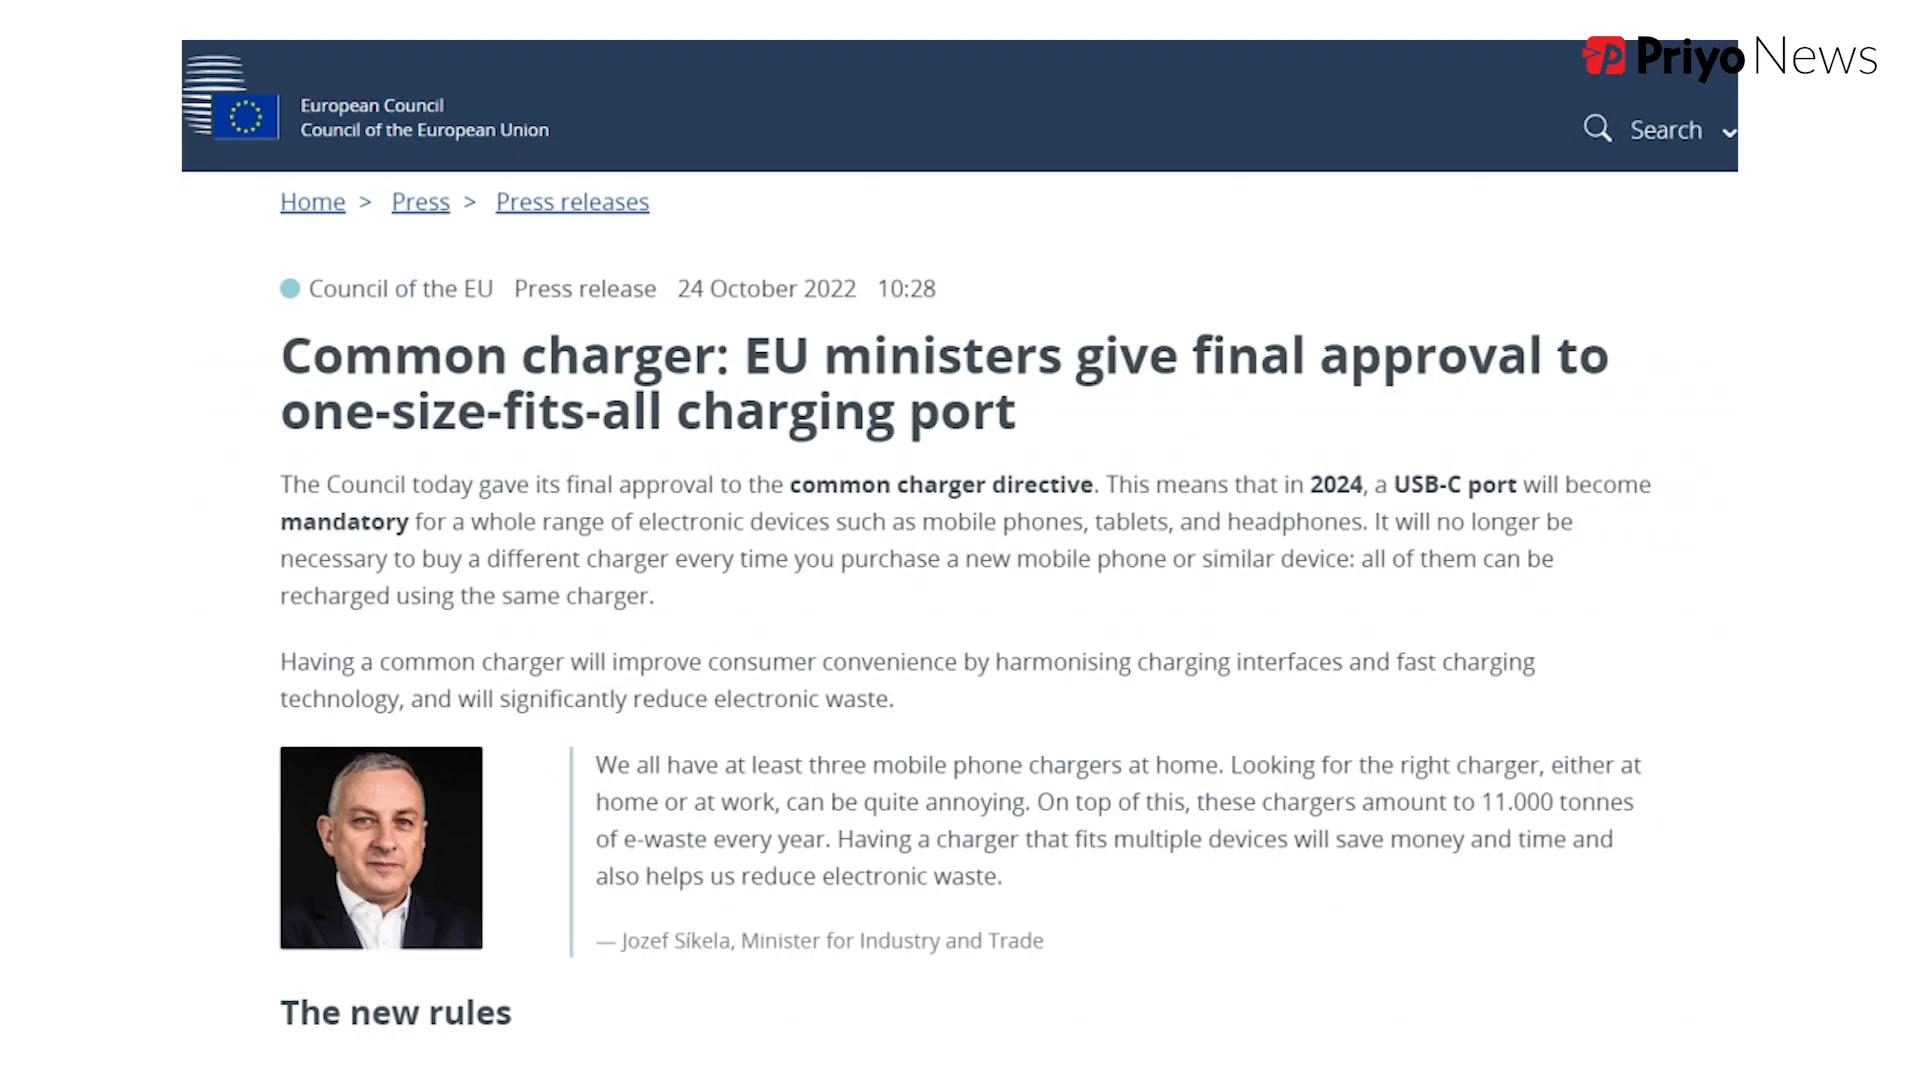 Priyo News
European Council
Council of the European Union
Search
Home > Press > Press releases
Council of the EU Press release 24 October 2022 10:28
Common charger: EU ministers give final approval to
one-size-fits-all charging port
The Council today gave its final approval to the common charger directive. This means that in 2024, a USB-C port will become
mandatory for a whole range of electronic devices such as mobile phones, tablets, and headphones. It will no longer be
necessary to buy a different charger every time you purchase a new mobile phone or similar device: all of them can be
recharged using the same charger.
Having a common charger will improve consumer convenience by harmonising charging interfaces and fast charging
technology, and will significantly reduce electronic waste.
We all have at least three mobile phone chargers at home. Looking for the right charger, either at
home or at work, can be quite annoying. On top of this, these chargers amount to 11.000 tonnes
of e-waste every year. Having a charger that fits multiple devices will save money and time and
also helps us reduce electronic waste.
— Jozef Síkela, Minister for Industry and Trade
The new rules